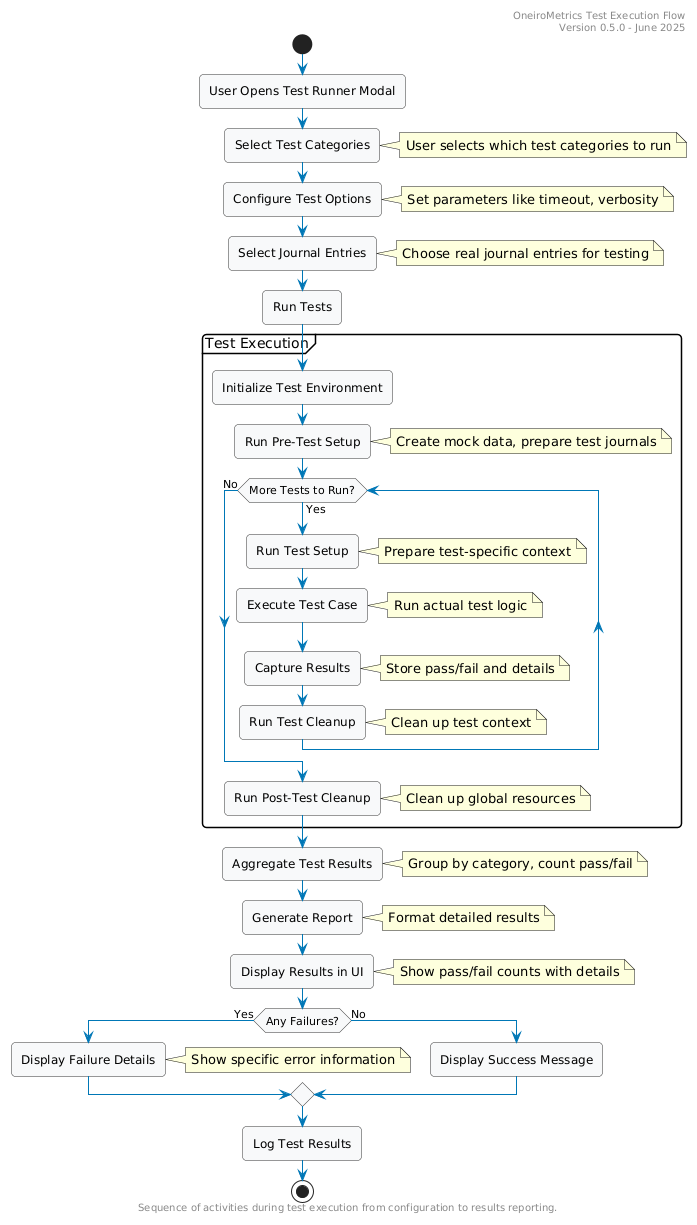 OneiroMetrics Test Execution Flow
Version 0.5.0 - June 2025
User Opens Test Runner Modal
Select Test Categories
User selects which test categories to run
Configure Test Options
Set parameters like timeout, verbosity
Select Journal Entries
Choose real journal entries for testing
Run Tests
Test Execution
Initialize Test Environment
Run Pre-Test Setup
Create mock data, prepare test journals
No
More Tests to Run?
Yes
Run Test Setup
Prepare test-specific context
Execute Test Case
Run actual test logic
Capture Results
Store pass/fail and details
Run Test Cleanup
Clean up test context
Run Post-Test Cleanup
Clean up global resources
Aggregate Test Results
Group by category, count pass/fail
Generate Report
Format detailed results
Display Results in UI
Show pass/fail counts with details
Yes
Any Failures?
No
Display Failure Details
Show specific error information
Display Success Message
Log Test Results
Sequence of activities during test execution from configuration to results reporting.